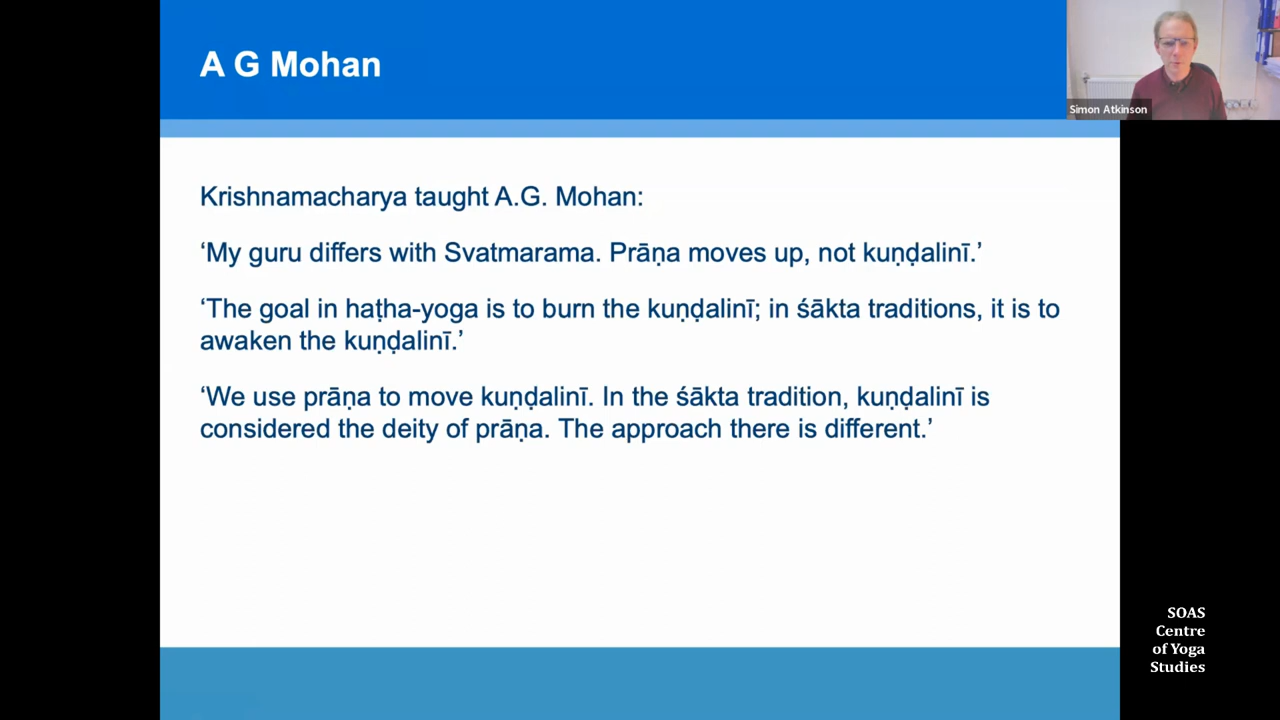 A G Mohan
Simon Atkinson
Krishnamacharya taught A.G. Mohan:
‘My guru differs with Svatmarama. Prāṇa moves up, not kuṇḍalinī.’
‘The goal in haṭha-yoga is to burn the kuṇḍalinī; in śākta traditions, it is to
awaken the kuṇḍalinī.’
‘We use prāṇa to move kuṇḍalinī. In the śākta tradition, kuṇḍalinī is
considered the deity of prāṇa. The approach there is different.’
SOAS
Centre
of Yoga
Studies